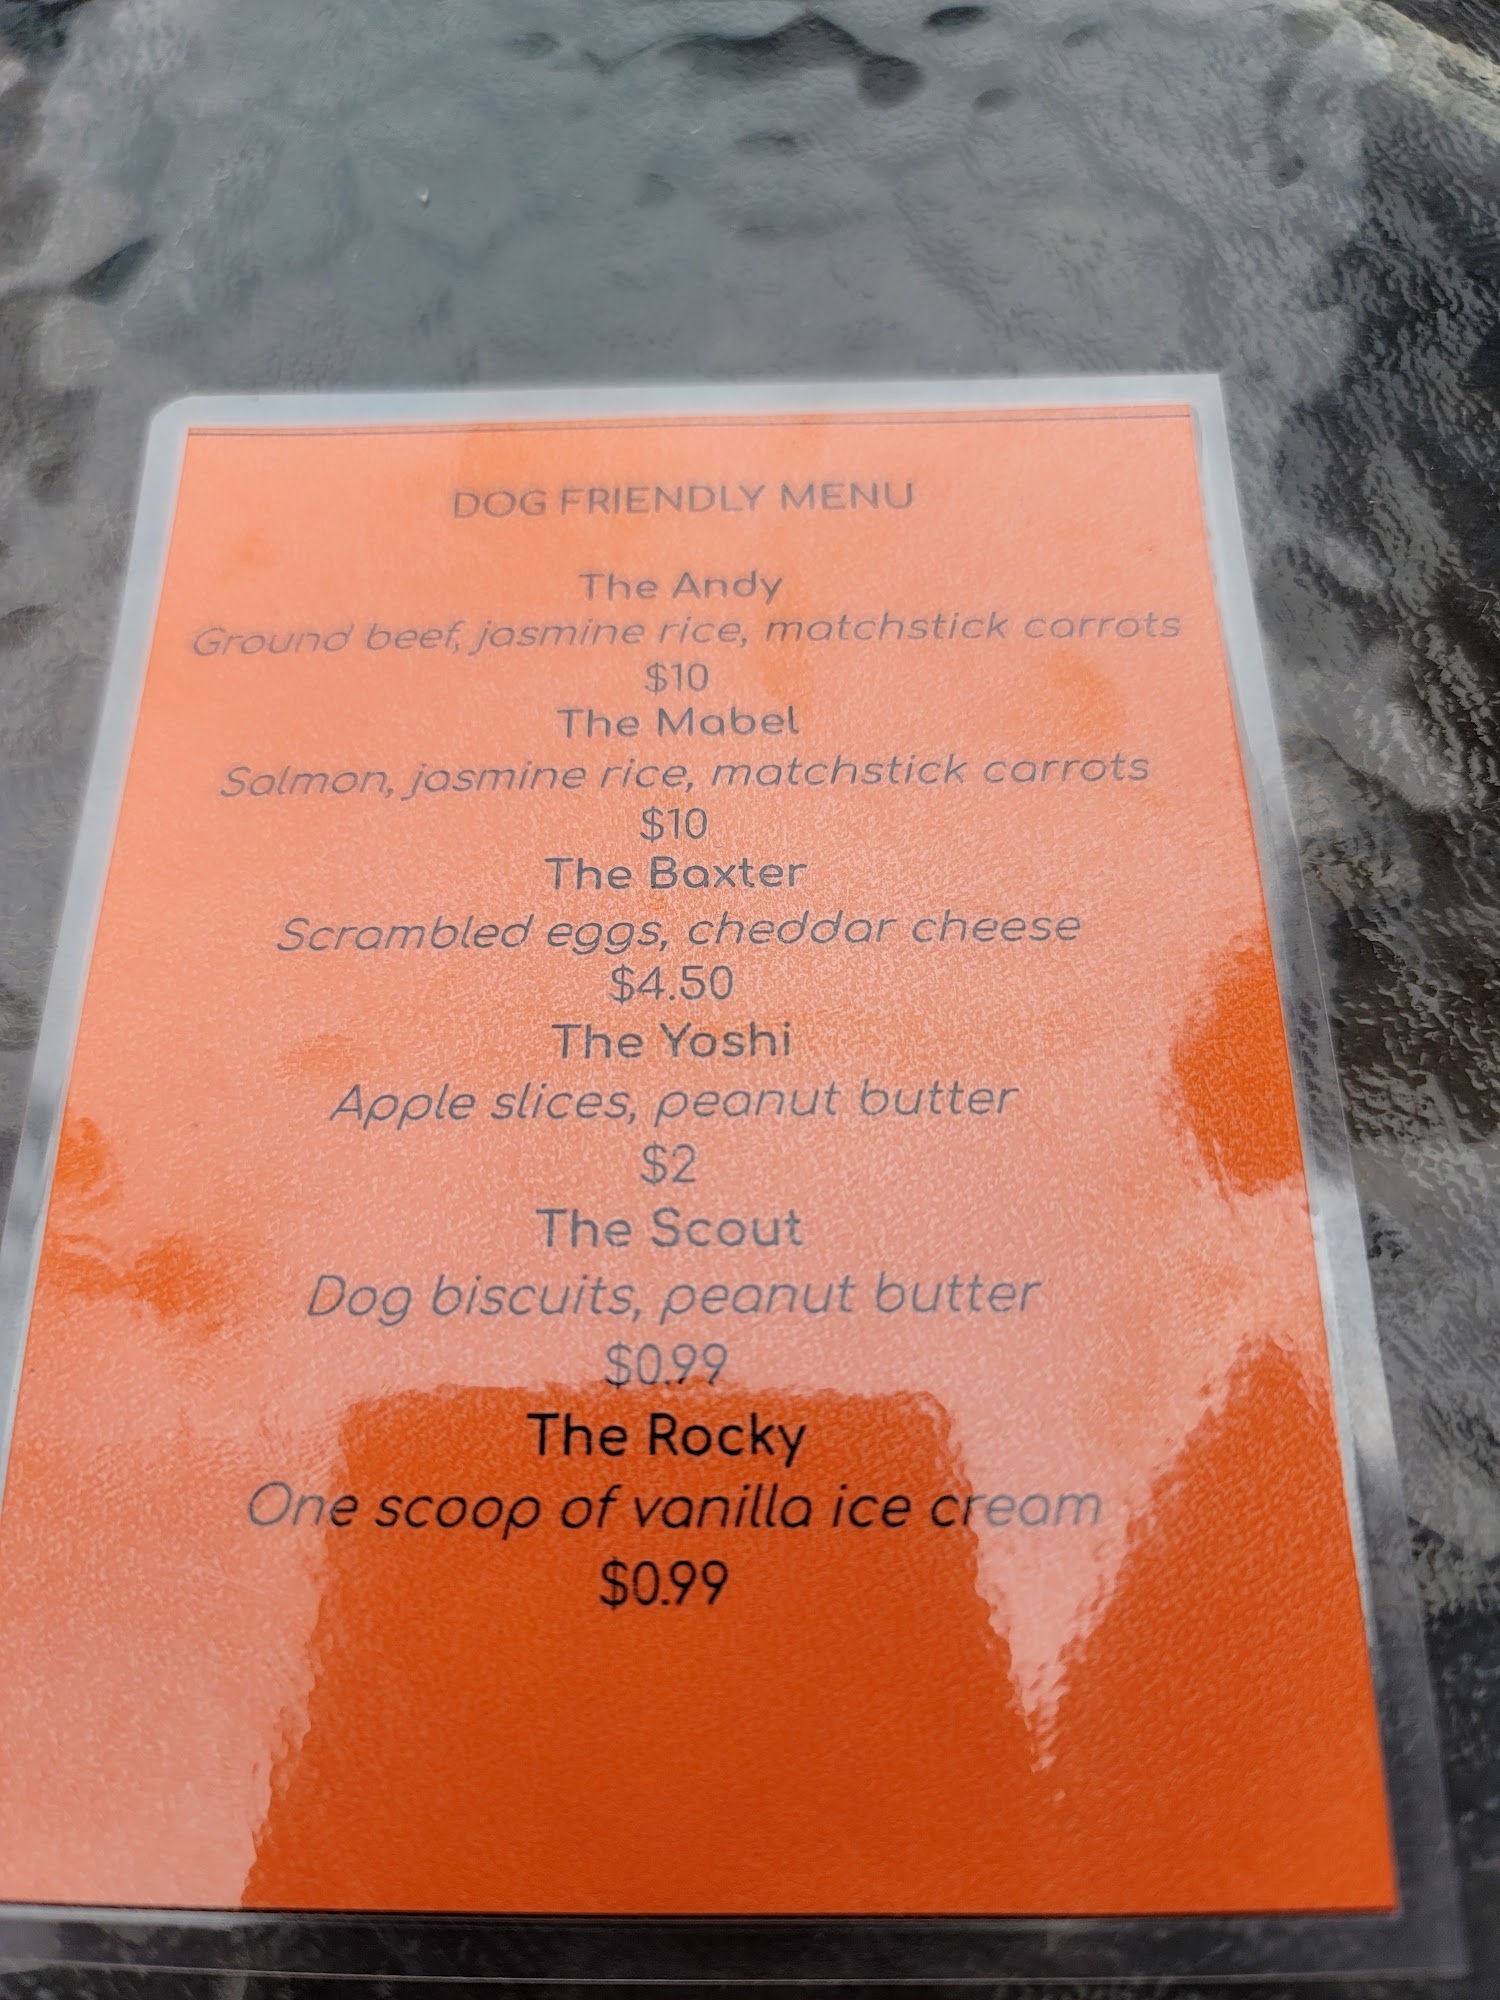 DOG FRIENDLY MENU
The Andy
Ground beef, jasmine rice, matchstick carrots
$10
The Mabel
Salmon, jasmine rice, matchstick carrots
$10
The Baxter
Scrambled eggs, cheddar cheese
$4.50
The Yoshi
Apple slices, peanut butter
$2
The Scout
Dog biscuits, peanut butter
$0.99
The Rocky
One scoop of vanilla ice cream
$0.99